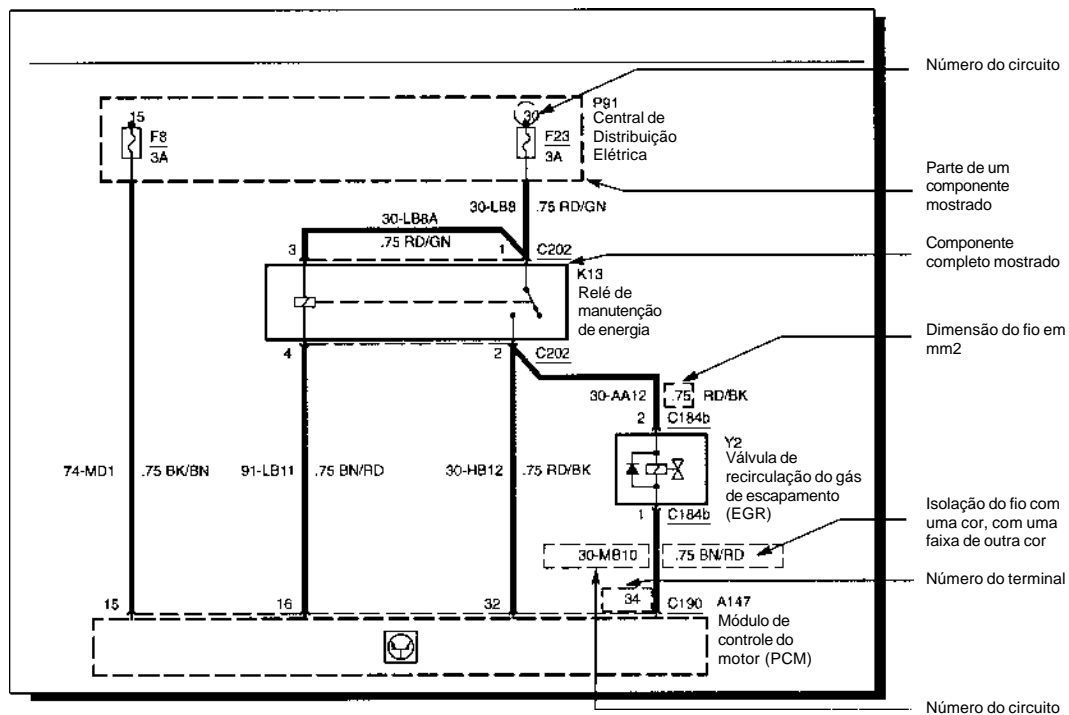 Número do circuito
P91
Central de
Distribuição
Elétrica
15
F8
3A
30
F23
3A
Parte de um
componente
mostrado
30-LB8
.75 RD/GN
30-LB8A
.75 RD/GN
3
1
C202
Componente
completo mostrado
K13
Relé de
manutenção
de energia
4
2
C202
Dimensão do fio em
mm2
30-AA12
.75
RD/BK
2
C184b
Y2
Válvula de
recirculação do gás
de escapamento
(EGR)
74-MD1
.75 BK/BN
91-LB11
.75 BN/RD
30-HB12
.75 RD/BK
1
C184b
Isolação do fio com
uma cor, com uma
faixa de outra cor
30-MB10
.75 BN/RD
Número do terminal
15
16
32
34
C190
A147
Módulo de
controle do
motor (PCM)
Número do circuito